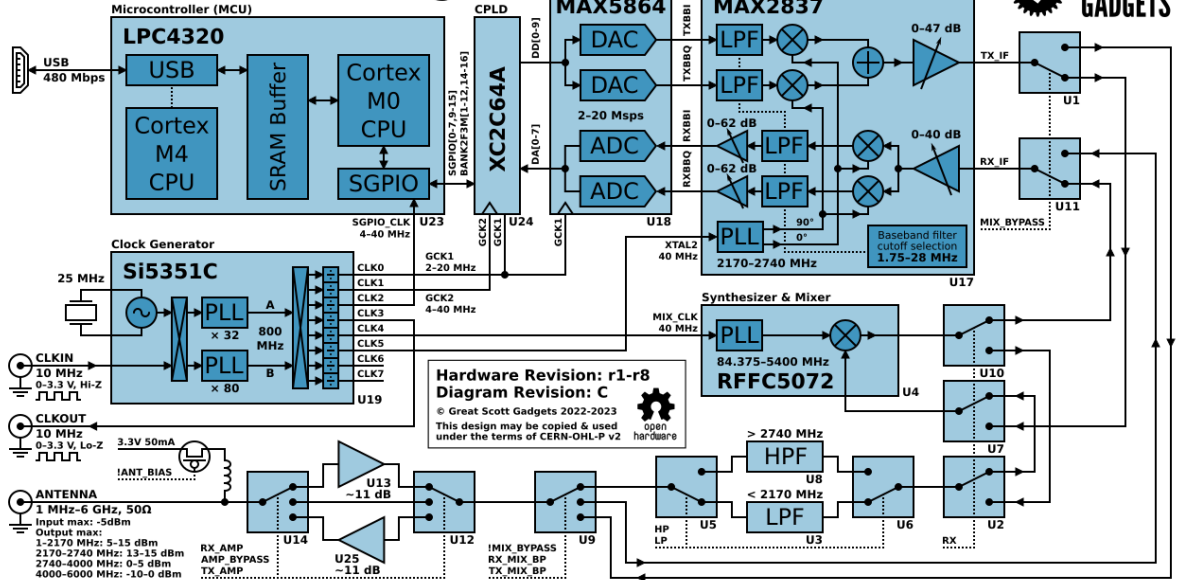 Microcontroller (MCU)
LPC4320
USB
480 Mbps
USB
Cortex
M4
CPU
SRAM Buffer
Cortex
M0
CPU
SGPIO
SGPIO_CLK
4–40 MHz
U23
SGPIO[0-7,9-15]
BANK2F3M[1-12,14-16]
CPLD
XC2C64A
GCK2
GCK1
U24
DD[0-9]
DA[0-7]
GCK1
MAX5864
DAC
DAC
2–20 Msps
ADC
ADC
U18
TXBBI
TXBBQ
RXBBI
RXBBQ
MAX2837
LPF
LPF
0–47 dB
0–62 dB
LPF
0–62 dB
LPF
0–40 dB
PLL
90°
0°
2170–2740 MHz
XTAL2
40 MHz
Baseband filter
cutoff selection
1.75–28 MHz
U17
TX_IF
U1
RX_IF
U11
MIX_BYPASS
GADGETS
Clock Generator
Si5351C
25 MHz
PLL
× 32
A
800
MHz
PLL
× 80
B
CLK0
CLK1
CLK2
CLK3
CLK4
CLK5
CLK6
CLK7
U19
GCK1
2–20 MHz
GCK2
4–40 MHz
CLKIN
10 MHz
0–3.3 V, Hi-Z
CLKOUT
10 MHz
0–3.3 V, Lo-Z
Synthesizer & Mixer
MIX_CLK
40 MHz
PLL
84.375–5400 MHz
RFFC5072
U4
U10
U7
Hardware Revision: r1-r8
Diagram Revision: C
© Great Scott Gadgets 2022-2023
This design may be copied & used
under the terms of CERN-OHL-P v2
open
hardware
3.3V 50mA
!ANT_BIAS
ANTENNA
1 MHz–6 GHz, 50Ω
Input max: -5dBm
Output max:
1–2170 MHz: 5–15 dBm
2170–2740 MHz: 13–15 dBm
2740–4000 MHz: 0–5 dBm
4000–6000 MHz: -10–0 dBm
U14
U13
~11 dB
U25
~11 dB
U12
RX_AMP
AMP_BYPASS
TX_AMP
U9
!MIX_BYPASS
RX_MIX_BP
TX_MIX_BP
U5
HP
LP
> 2740 MHz
HPF
U8
< 2170 MHz
LPF
U3
U6
U2
RX